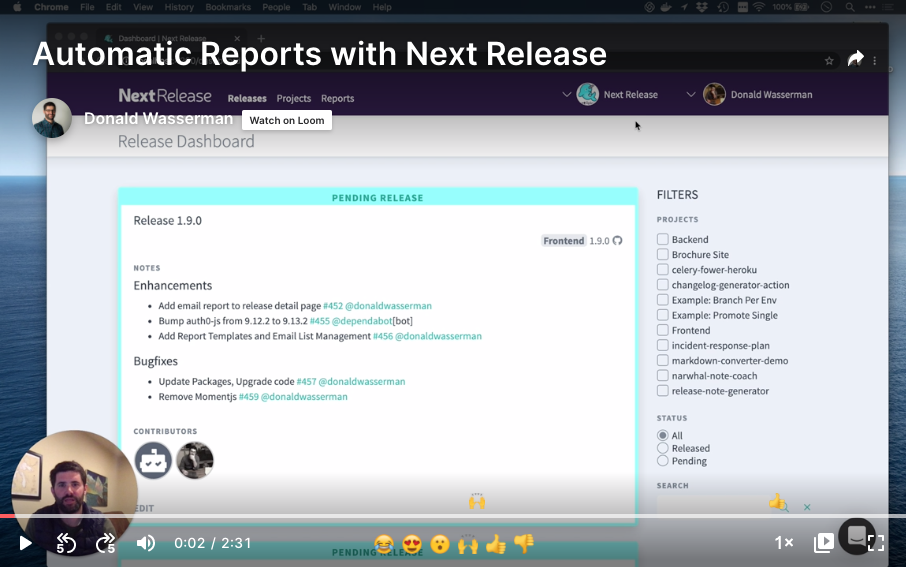 Chrome File Edit View History Bookmarks People Tab Window Help 100%
Dashboard | Next Release
Automatic Reports with Next Release
NextRelease Releases Projects Reports Next Release Donald Wasserman
Donald Wasserman Watch on Loom
Release Dashboard
PENDING RELEASE
Release 1.9.0
Frontend 1.9.0
NOTES
Enhancements
Add email report to release detail page #452 @donaldwasserman
Bump auth0-js from 9.12.2 to 9.13.2 #455 @dependabot[bot]
Add Report Templates and Email List Management #456 @donaldwasserman
Bugfixes
Update Packages, Upgrade code #457 @donaldwasserman
Remove Momentjs #459 @donaldwasserman
CONTRIBUTORS
EDIT
FILTERS
PROJECTS
Backend
Brochure Site
celery-fower-heroku
changelog-generator-action
Example: Branch Per Env
Example: Promote Single
Frontend
incident-response-plan
markdown-converter-demo
narwhal-note-coach
release-note-generator
STATUS
All
Released
Pending
SEARCH
5 5 0:02 / 2:31 1×
PENDING RELEASE